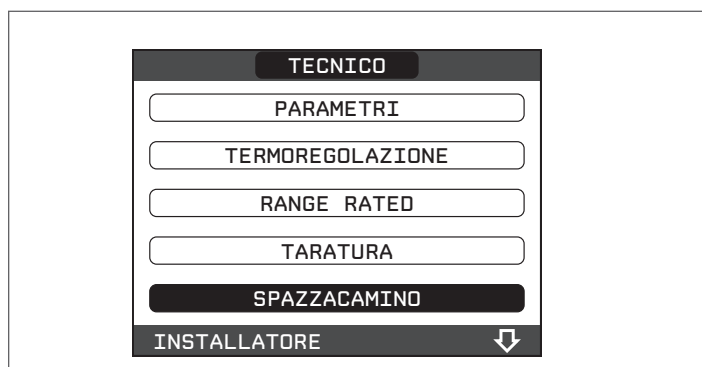 TECNICO
PARAMETRI
TERMOREGOLAZIONE
RANGE RATED
TARATURA
SPAZZACAMINO
INSTALLATORE